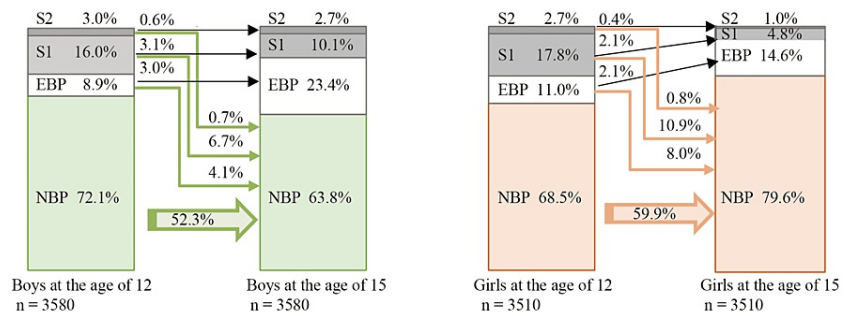 S2 3.0% 0.6% S2 2.7%
S1 16.0% 3.1% S1 10.1%
EBP 8.9% 3.0% EBP 23.4%
0.7%
6.7%
4.1%
NBP 72.1% NBP 63.8%
52.3%
Boys at the age of 12 Boys at the age of 15
n = 3580 n = 3580
S2 2.7% 0.4% S2 1.0%
S1 17.8% 2.1% S1 4.8%
EBP 11.0% 2.1% EBP 14.6%
0.8%
10.9%
8.0%
NBP 68.5% NBP 79.6%
59.9%
Girls at the age of 12 Girls at the age of 15
n = 3510 n = 3510